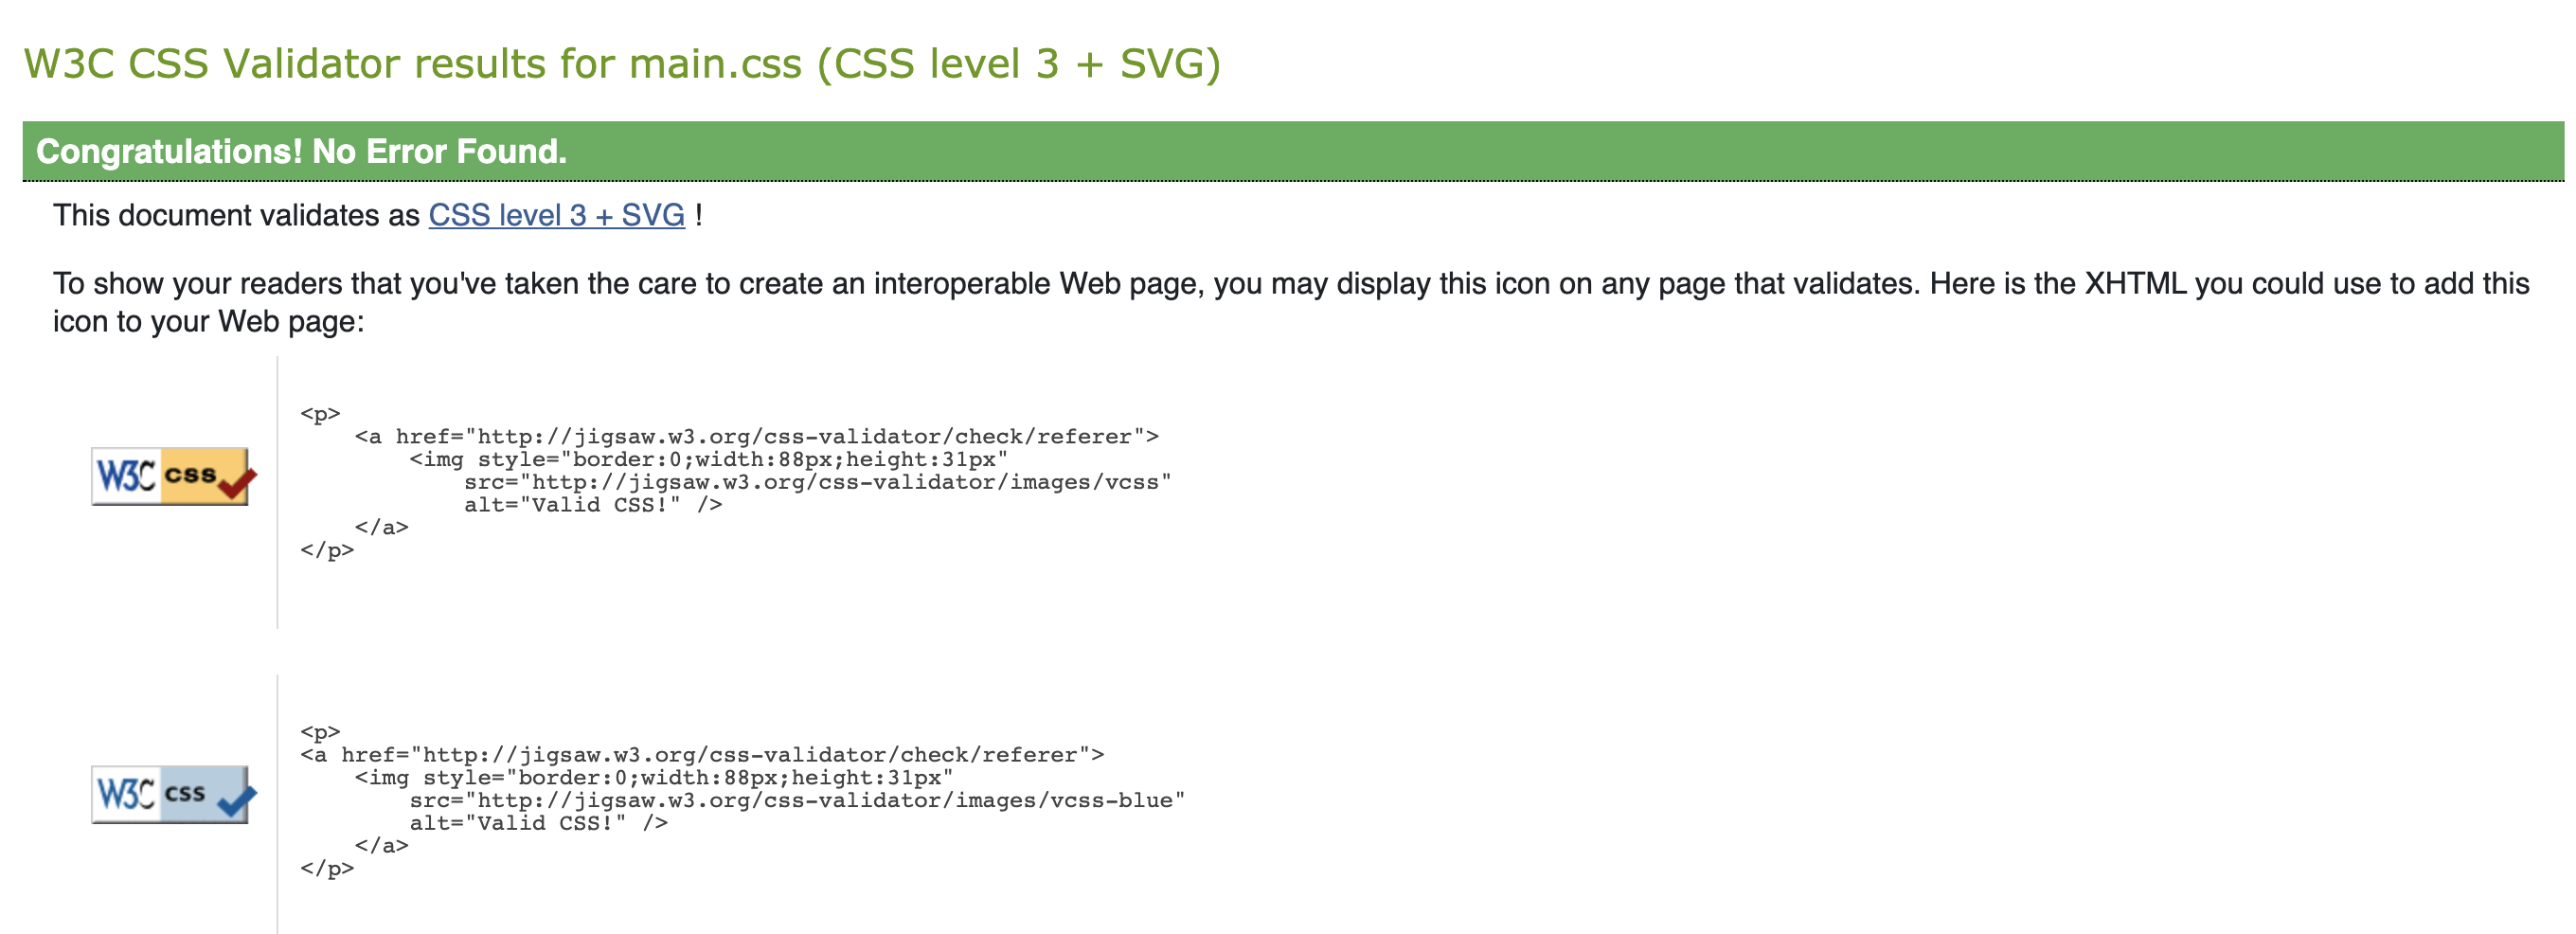 W3C CSS Validator results for main.css (CSS level 3 + SVG)
Congratulations! No Error Found.
This document validates as CSS level 3 + SVG !
To show your readers that you've taken the care to create an interoperable Web page, you may display this icon on any page that validates. Here is the XHTML you could use to add this
icon to your Web page:
W3C css
<p>
    <a href="http://jigsaw.w3.org/css-validator/check/referer">
        <img style="border:0;width:88px;height:31px"
            src="http://jigsaw.w3.org/css-validator/images/vcss"
            alt="Valid CSS!" />
    </a>
</p>
W3C css
<p>
<a href="http://jigsaw.w3.org/css-validator/check/referer">
    <img style="border:0;width:88px;height:31px"
        src="http://jigsaw.w3.org/css-validator/images/vcss-blue"
        alt="Valid CSS!" />
    </a>
</p>